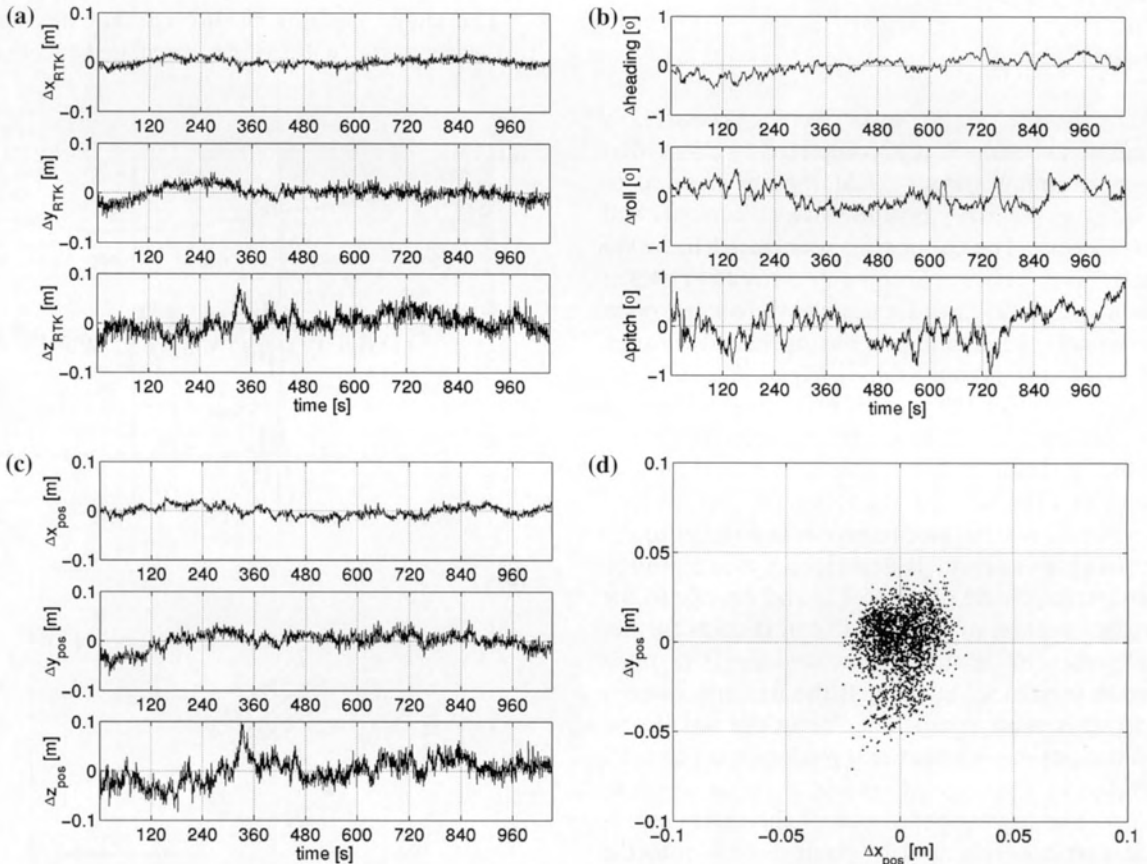 (a)
0.1
0
−0.1
Δx_RTK [m]
120 240 360 480 600 720 840 960
0.1
0
−0.1
Δy_RTK [m]
120 240 360 480 600 720 840 960
0.1
0
−0.1
Δz_RTK [m]
120 240 360 480 600 720 840 960
time [s]
(b)
1
0
−1
Δheading [o]
120 240 360 480 600 720 840 960
1
0
−1
Δroll [o]
120 240 360 480 600 720 840 960
1
0
−1
Δpitch [o]
120 240 360 480 600 720 840 960
time [s]
(c)
0.1
0
−0.1
Δx_pos [m]
120 240 360 480 600 720 840 960
0.1
0
−0.1
Δy_pos [m]
120 240 360 480 600 720 840 960
0.1
0
−0.1
Δz_pos [m]
120 240 360 480 600 720 840 960
time [s]
(d)
0.1
0.05
0
−0.05
−0.1
Δy_pos [m]
−0.1 −0.05 0 0.05 0.1
Δx_pos [m]